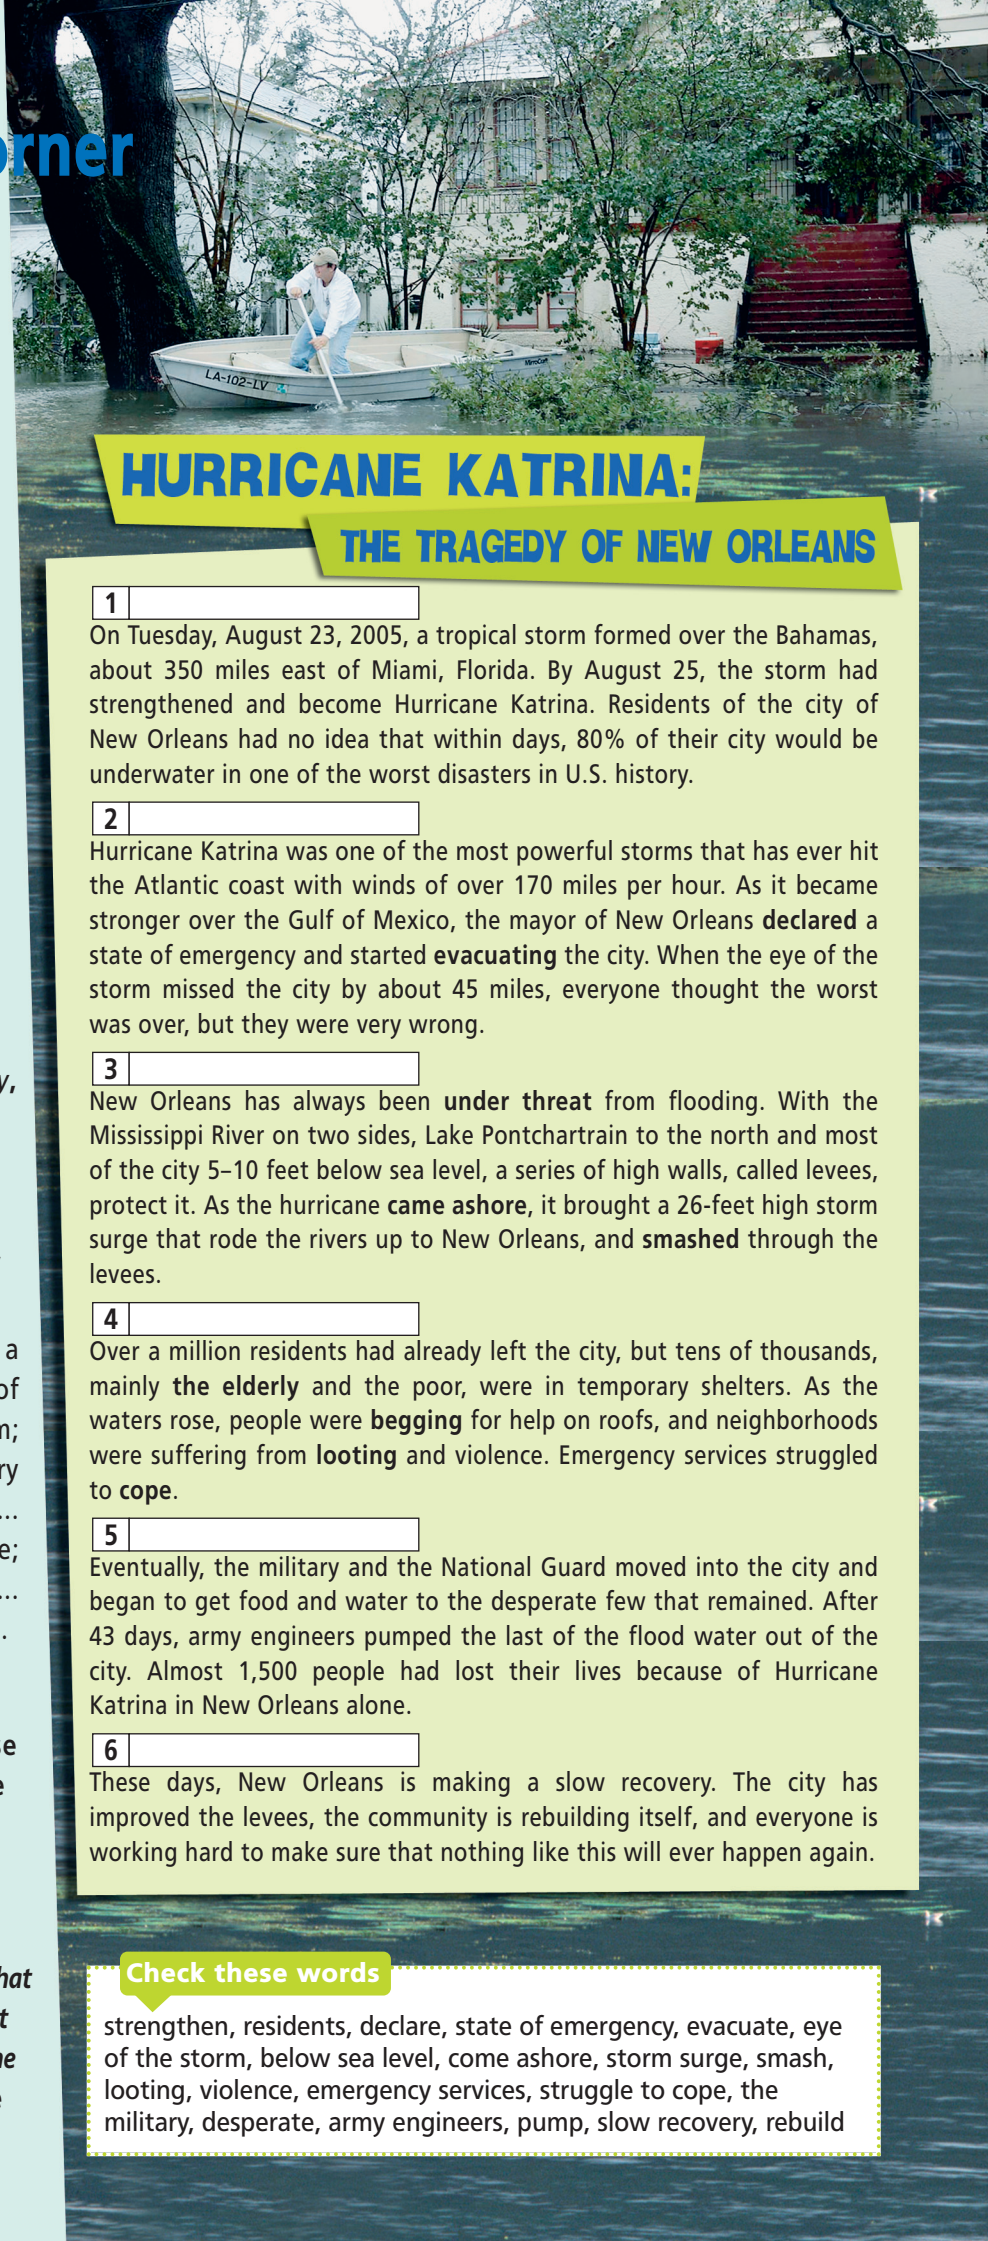 orner
LA-102-LV
MirroCraft
HURRICANE KATRINA:
THE TRAGEDY OF NEW ORLEANS
1
On Tuesday, August 23, 2005, a tropical storm formed over the Bahamas,
about 350 miles east of Miami, Florida. By August 25, the storm had
strengthened and become Hurricane Katrina. Residents of the city of
New Orleans had no idea that within days, 80% of their city would be
underwater in one of the worst disasters in U.S. history.
2
Hurricane Katrina was one of the most powerful storms that has ever hit
the Atlantic coast with winds of over 170 miles per hour. As it became
stronger over the Gulf of Mexico, the mayor of New Orleans declared a
state of emergency and started evacuating the city. When the eye of the
storm missed the city by about 45 miles, everyone thought the worst
was over, but they were very wrong.
3
New Orleans has always been under threat from flooding. With the
Mississippi River on two sides, Lake Pontchartrain to the north and most
of the city 5–10 feet below sea level, a series of high walls, called levees,
protect it. As the hurricane came ashore, it brought a 26-feet high storm
surge that rode the rivers up to New Orleans, and smashed through the
levees.
4
Over a million residents had already left the city, but tens of thousands,
mainly the elderly and the poor, were in temporary shelters. As the
waters rose, people were begging for help on roofs, and neighborhoods
were suffering from looting and violence. Emergency services struggled
to cope.
5
Eventually, the military and the National Guard moved into the city and
began to get food and water to the desperate few that remained. After
43 days, army engineers pumped the last of the flood water out of the
city. Almost 1,500 people had lost their lives because of Hurricane
Katrina in New Orleans alone.
6
These days, New Orleans is making a slow recovery. The city has
improved the levees, the community is rebuilding itself, and everyone is
working hard to make sure that nothing like this will ever happen again.
Check these words
strengthen, residents, declare, state of emergency, evacuate, eye
of the storm, below sea level, come ashore, storm surge, smash,
looting, violence, emergency services, struggle to cope, the
military, desperate, army engineers, pump, slow recovery, rebuild
y,
a
of
m;
ry
...
e;
...
.
se
e
hat
t
ne
e